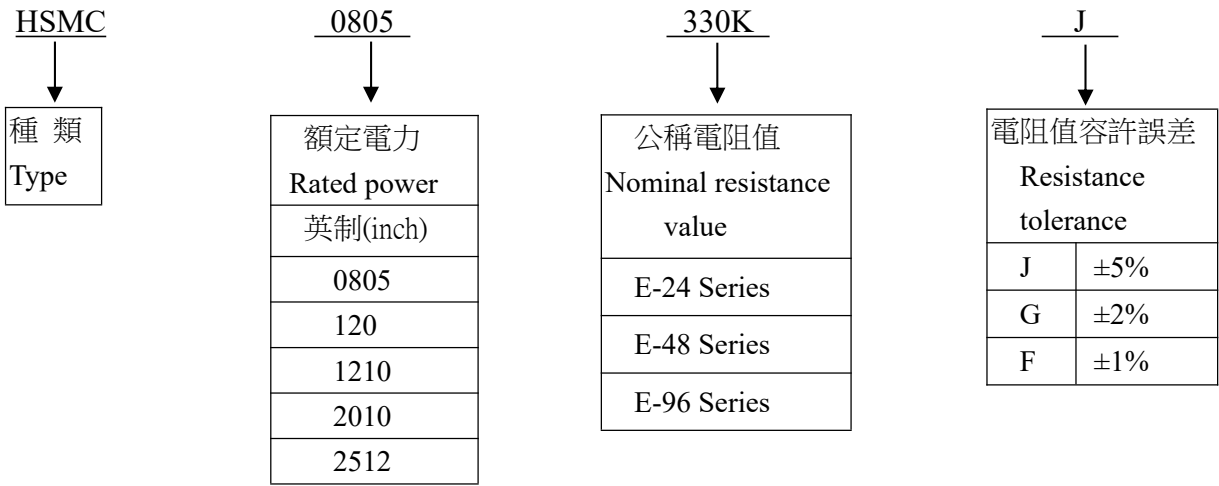 HSMC 0805 330K J
種 類
Type
額定電力
Rated power
英制(inch)
0805
120
1210
2010
2512
公稱電阻值
Nominal resistance
value
E-24 Series
E-48 Series
E-96 Series
電阻值容許誤差
Resistance
tolerance
J ±5%
G ±2%
F ±1%